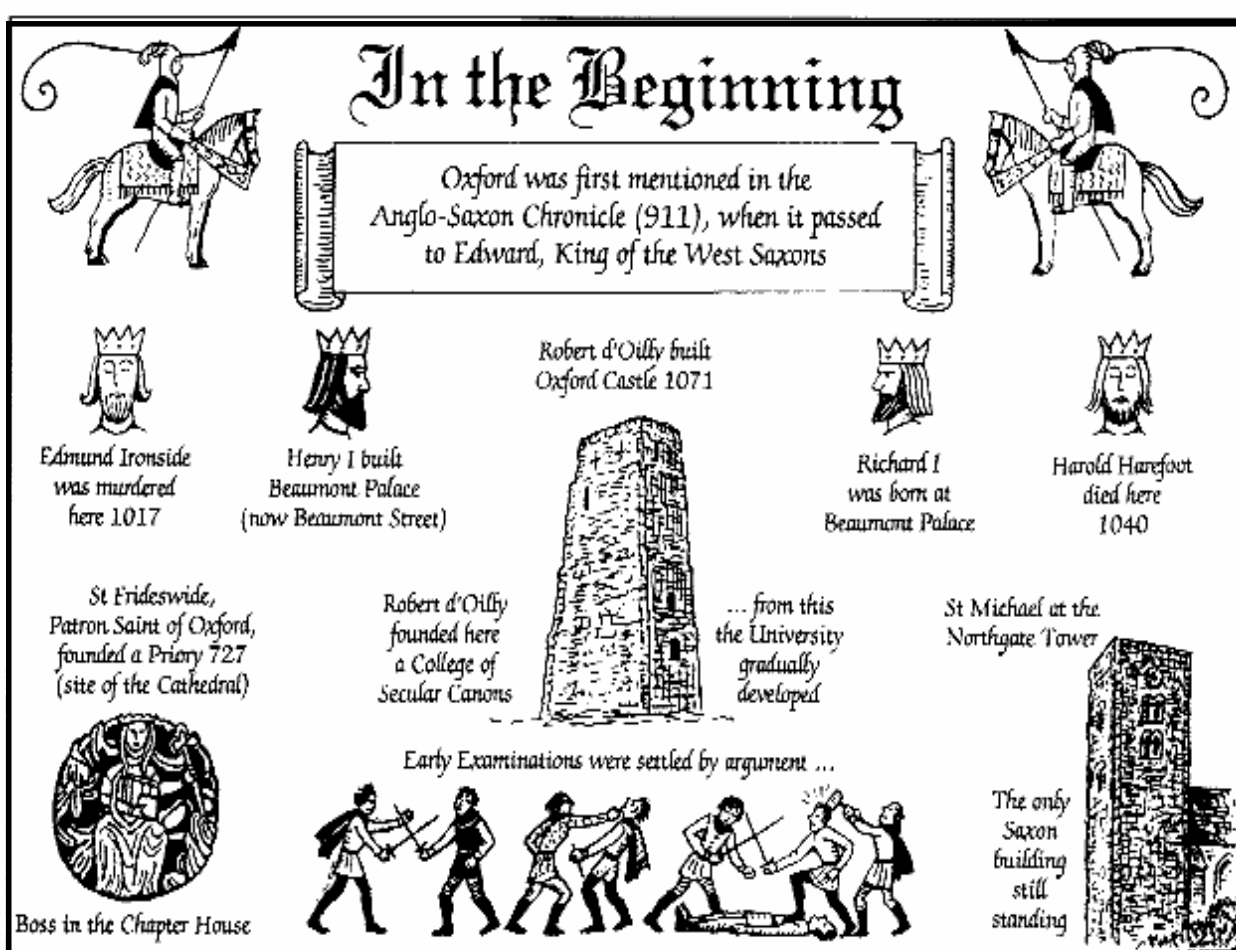 In the Beginning
Oxford was first mentioned in the
Anglo-Saxon Chronicle (911), when it passed
to Edward, King of the West Saxons
Edmund Ironside
was murdered
here 1017
Henry I built
Beaumont Palace
(now Beaumont Street)
Robert d'Oilly built
Oxford Castle 1071
Richard I
was born at
Beaumont Palace
Harold Harefoot
died here
1040
St Frideswide,
Patron Saint of Oxford,
founded a Priory 727
(site of the Cathedral)
Robert d'Oilly
founded here
a College of
Secular Canons
... from this
the University
gradually
developed
St Michael at the
Northgate Tower
Early Examinations were settled by argument ...
The only
Saxon
building
still
standing
Boss in the Chapter House